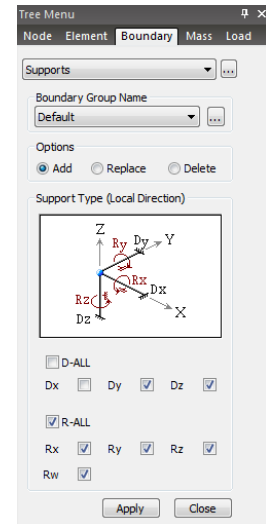 Tree Menu
Node Element Boundary Mass Load
Supports ...
Boundary Group Name
Default ...
Options
Add Replace Delete
Support Type (Local Direction)
Z
Ry Dy Y
Rx Dx
Rz
Dz X
D-ALL
Dx Dy Dz
R-ALL
Rx Ry Rz
Rw
Apply Close